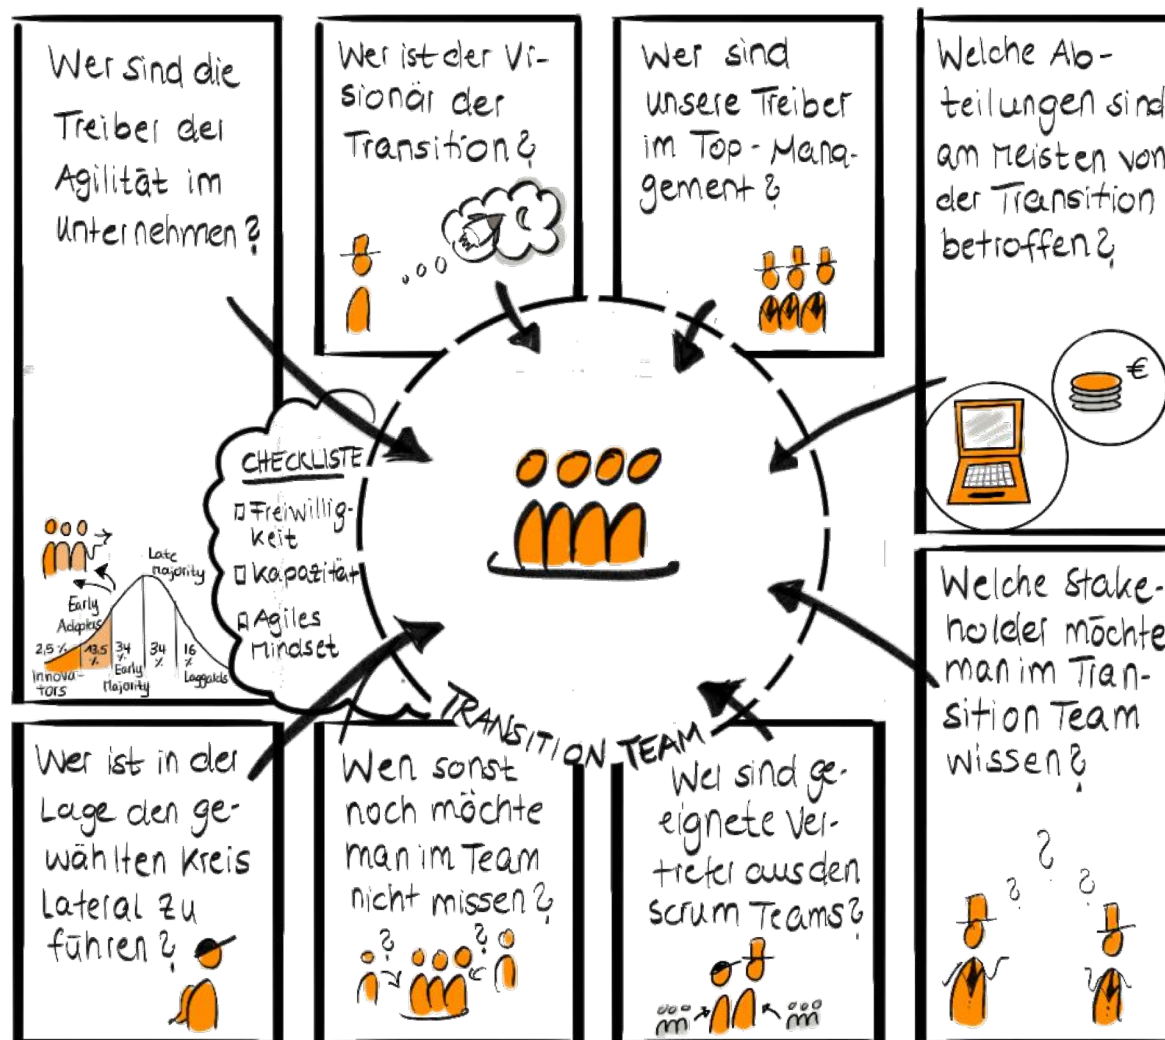 Wer sind die
Treiber der
Agilität im
Unternehmen?
Late
Majority
Early
Adopters
2,5 %
13,5
%
34
%
34
%
16
%
Innova-
tors
Early
Majority
Laggards
Wer ist der Vi-
sionär der
Transition?
Wer sind
unsere Treiber
im Top-Mana-
gement?
Welche Ab-
teilungen sind
am meisten von
der Transition
betroffen?
€
CHECKLISTE
Freiwillig-
keit
Kapazität
Agiles
Mindset
TRANSITION TEAM
Welche Stake-
holder möchte
man im Tran-
sition Team
wissen?
? ? ?
Wer ist in der
Lage den ge-
wählten Kreis
Lateral zu
führen?
Wen sonst
noch möchte
man im Team
nicht missen?
? ?
Wer sind ge-
eignete Ver-
treter aus den
Scrum Teams?